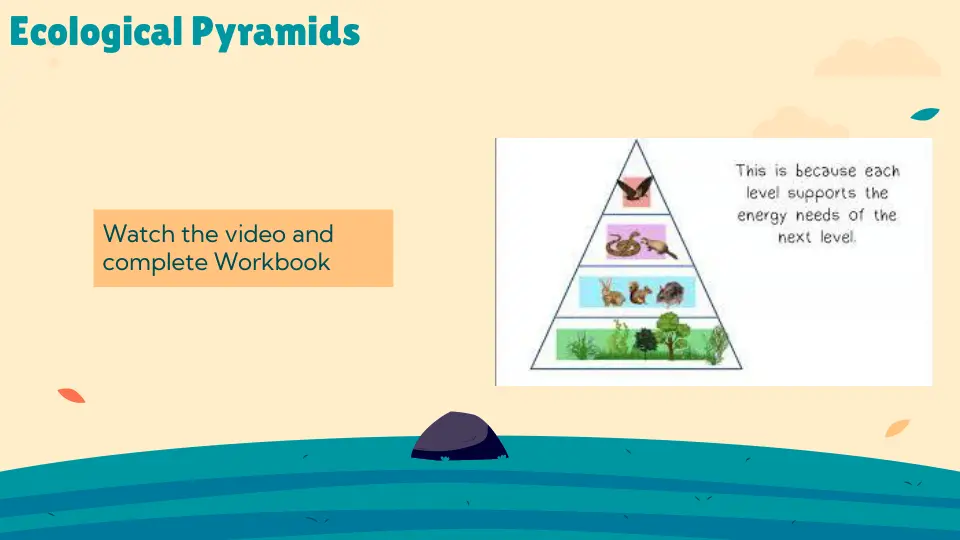 Ecological Pyramids
Watch the video and
complete Workbook
This is because each
level supports the
energy needs of the
next level.